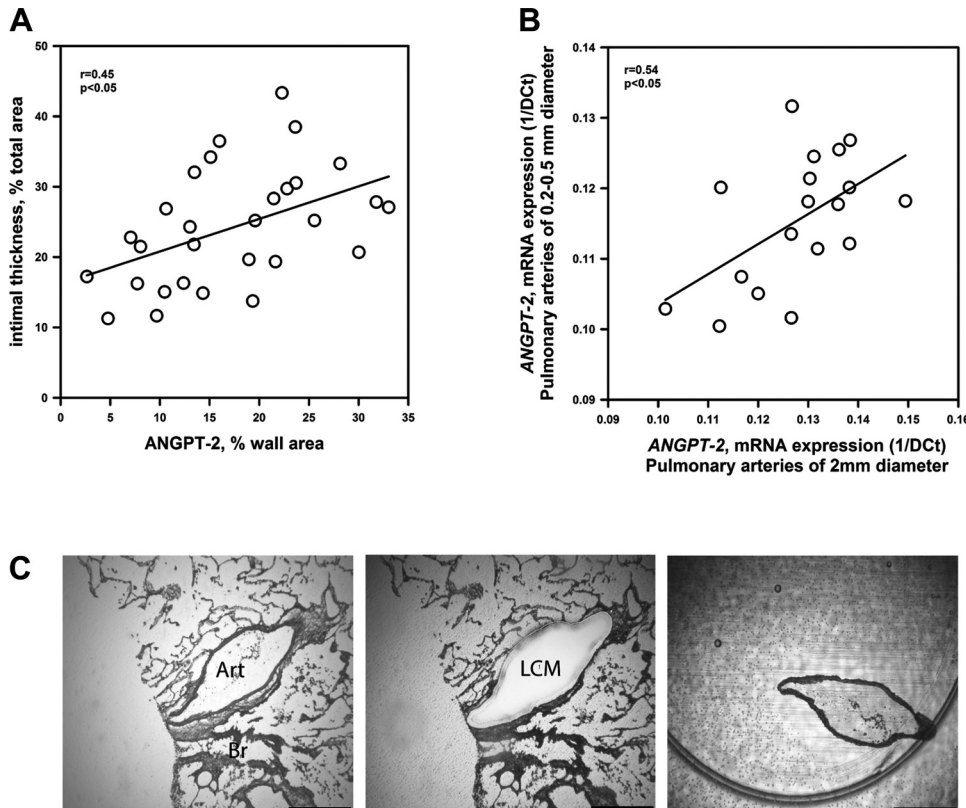 A
50
40
30
20
10
0
r=0.45
p<0.05
intimal thickness, % total area
0 5 10 15 20 25 30 35
ANGPT-2, % wall area
B
0.14
0.13
0.12
0.11
0.10
0.09
r=0.54
p<0.05
ANGPT-2, mRNA expression (1/DCt)
Pulmonary arteries of 0.2-0.5 mm diameter
0.09 0.10 0.11 0.12 0.13 0.14 0.15 0.16
ANGPT-2, mRNA expression (1/DCt)
Pulmonary arteries of 2mm diameter
C
Art
Br
LCM